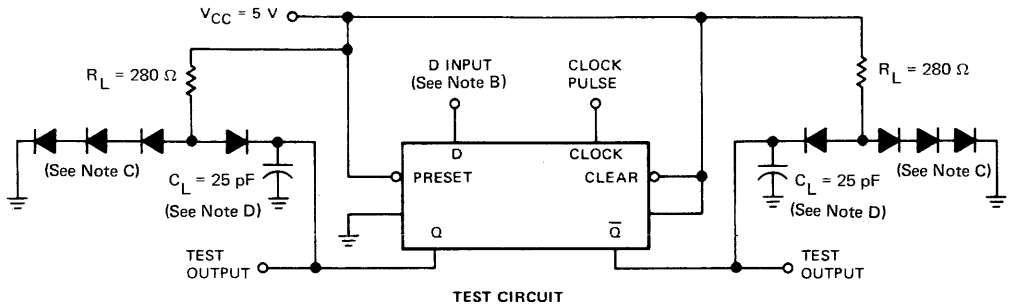 V_CC = 5 V
R_L = 280 Ω
D INPUT
(See Note B)
CLOCK
PULSE
R_L = 280 Ω
(See Note C)
C_L = 25 pF
(See Note D)
D
CLOCK
PRESET
CLEAR
Q
Q̅
C_L = 25 pF
(See Note D)
(See Note C)
TEST
OUTPUT
TEST
OUTPUT
TEST CIRCUIT